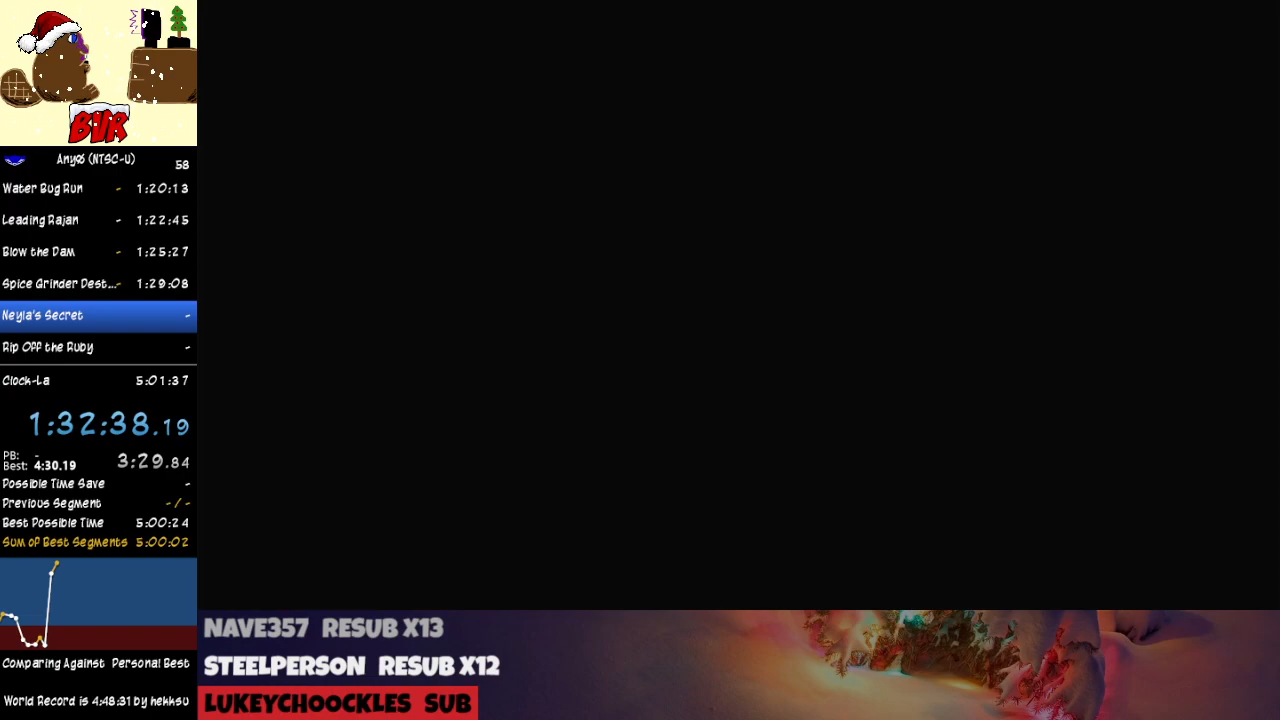 BVR
Any% (NTSC-U)
58
Water Bug Run - 1:20:13
Leading Rajan - 1:22:45
Blow the Dam - 1:25:27
Spice Grinder Dest... - 1:29:08
Neyla's Secret -
Rip Off the Ruby -
Clock-La 5:01:37
1:32:38.19
PB: -
Best: 4:30.19 3:29.84
Possible Time Save -
Previous Segment - / -
Best Possible Time 5:00:24
Sum of Best Segments 5:00:02
Comparing Against Personal Best
World Record is 4:48:31 by hekksu
NAVE357 RESUB X13
STEELPERSON RESUB X12
LUKEYCHOOCKLES SUB